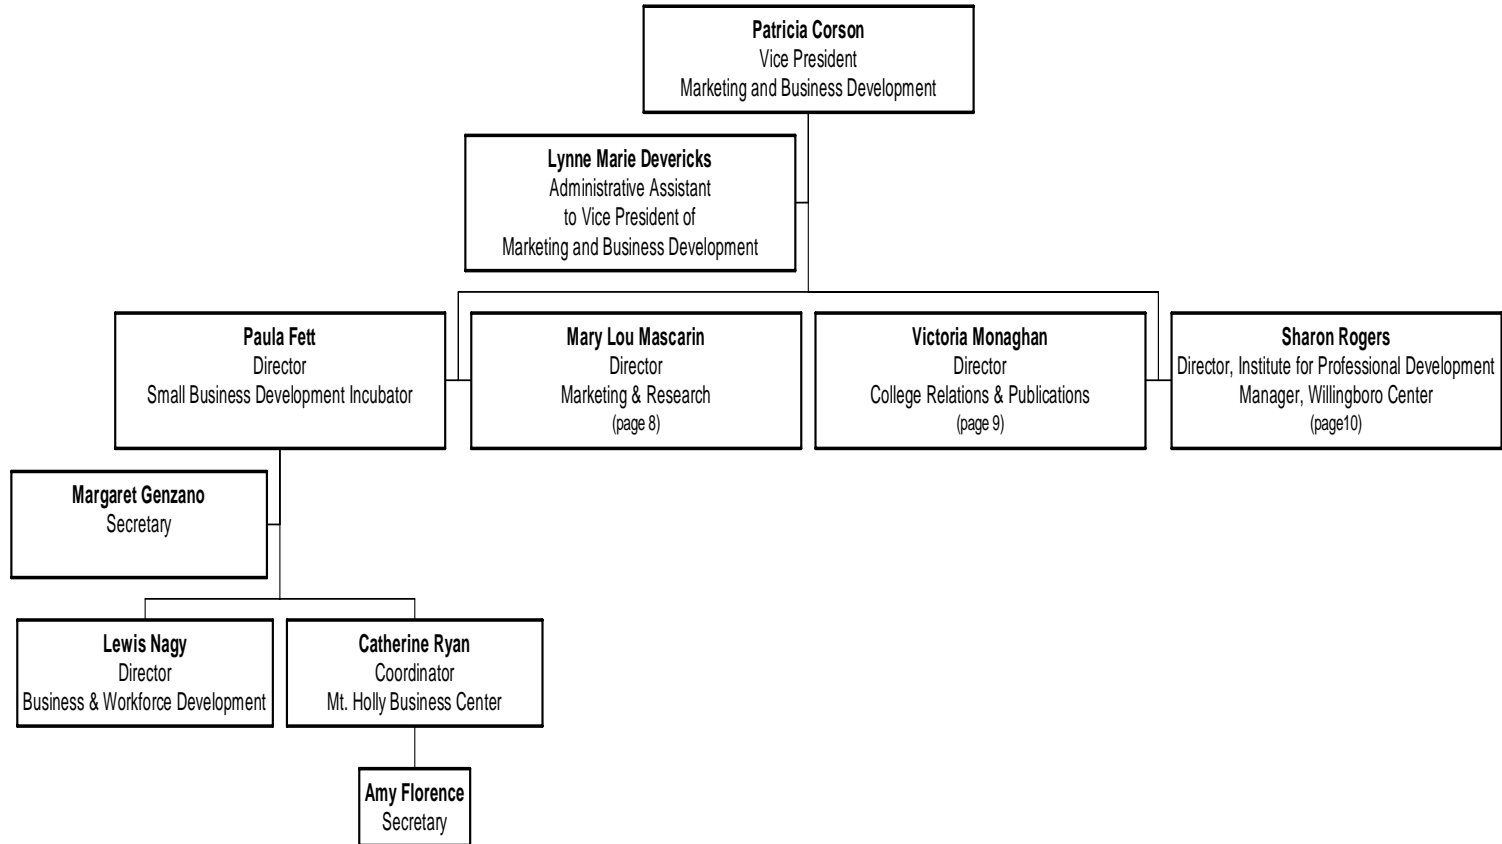 Patricia Corson
Vice President
Marketing and Business Development
Lynne Marie Devericks
Administrative Assistant
to Vice President of
Marketing and Business Development
Paula Fett
Director
Small Business Development Incubator
Mary Lou Mascarin
Director
Marketing & Research
(page 8)
Victoria Monaghan
Director
College Relations & Publications
(page 9)
Sharon Rogers
Director, Institute for Professional Development
Manager, Willingboro Center
(page10)
Margaret Genzano
Secretary
Lewis Nagy
Director
Business & Workforce Development
Catherine Ryan
Coordinator
Mt. Holly Business Center
Amy Florence
Secretary